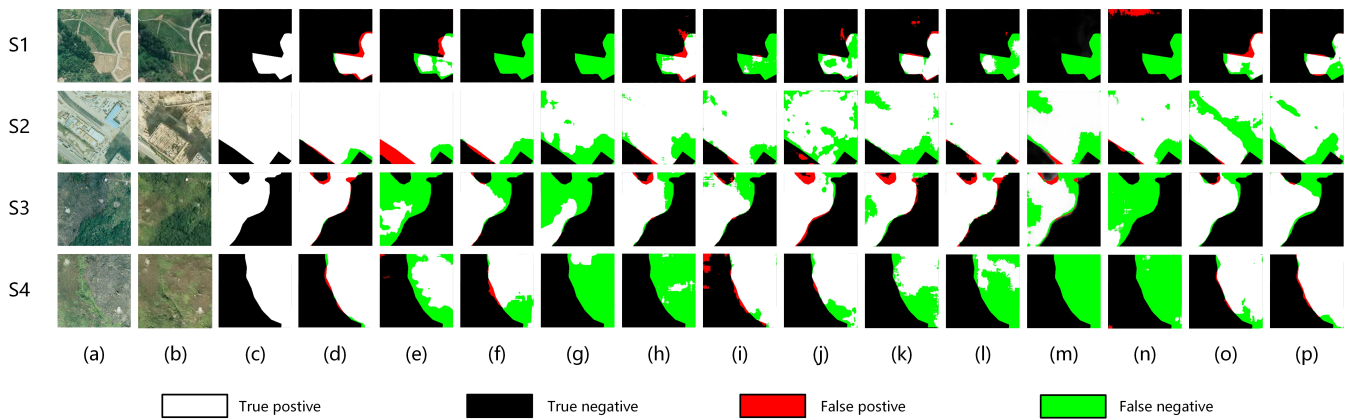 S1
S2
S3
S4
(a) (b) (c) (d) (e) (f) (g) (h) (i) (j) (k) (l) (m) (n) (o) (p)
True postive True negative False postive False negative